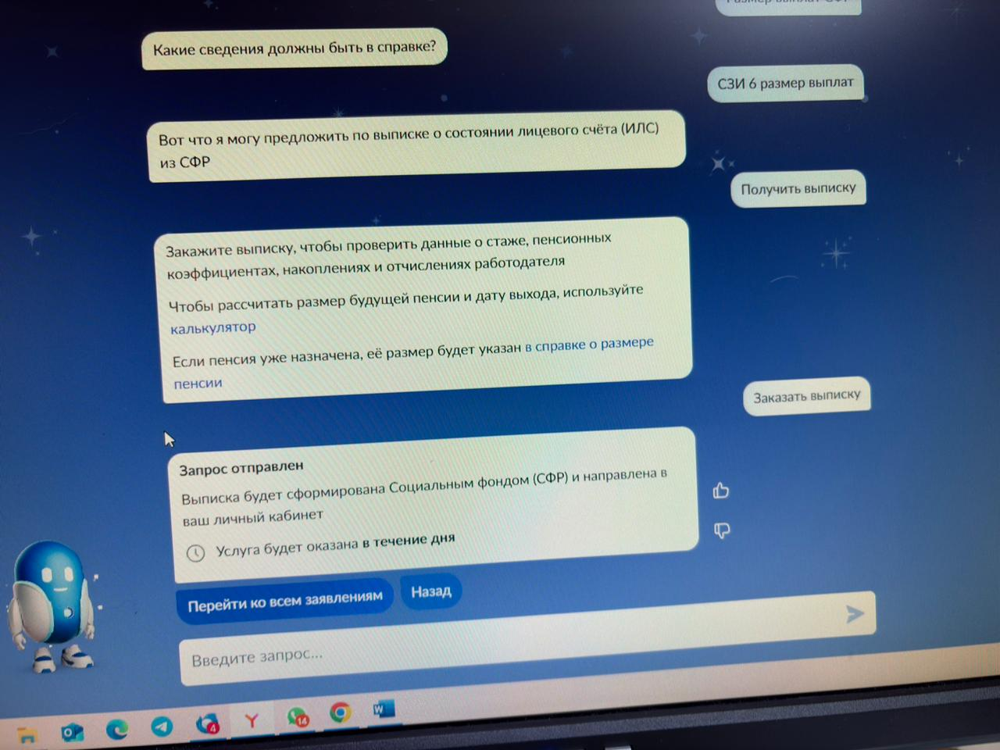 Размер выплат СФР
Какие сведения должны быть в справке?
СЗИ 6 размер выплат
Вот что я могу предложить по выписке о состоянии лицевого счёта (ИЛС)
из СФР
Получить выписку
Закажите выписку, чтобы проверить данные о стаже, пенсионных
коэффициентах, накоплениях и отчислениях работодателя
Чтобы рассчитать размер будущей пенсии и дату выхода, используйте
калькулятор
Если пенсия уже назначена, её размер будет указан в справке о размере
пенсии
Заказать выписку
Запрос отправлен
Выписка будет сформирована Социальным фондом (СФР) и направлена в
ваш личный кабинет
Услуга будет оказана в течение дня
Перейти ко всем заявлениям
Назад
Введите запрос...
4
14